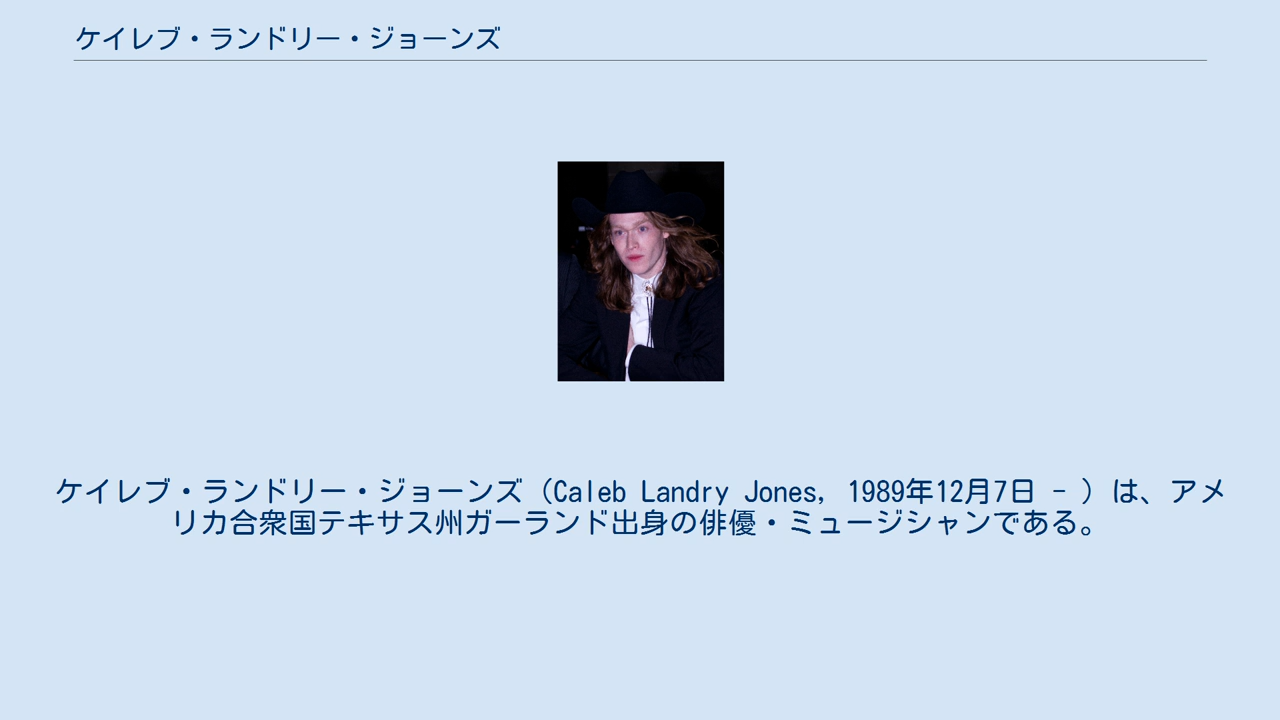 ケイレブ・ランドリー・ジョーンズ
ケイレブ・ランドリー・ジョーンズ（Caleb Landry Jones, 1989年12月7日 - ）は、アメ
リカ合衆国テキサス州ガーランド出身の俳優・ミュージシャンである。